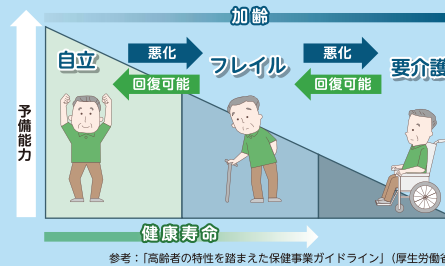 加齢
自立
悪化
回復可能
フレイル
悪化
回復可能
要介護
予備能力
健康寿命
参考：「高齢者の特性を踏まえた保健事業ガイドライン」（厚生労働省